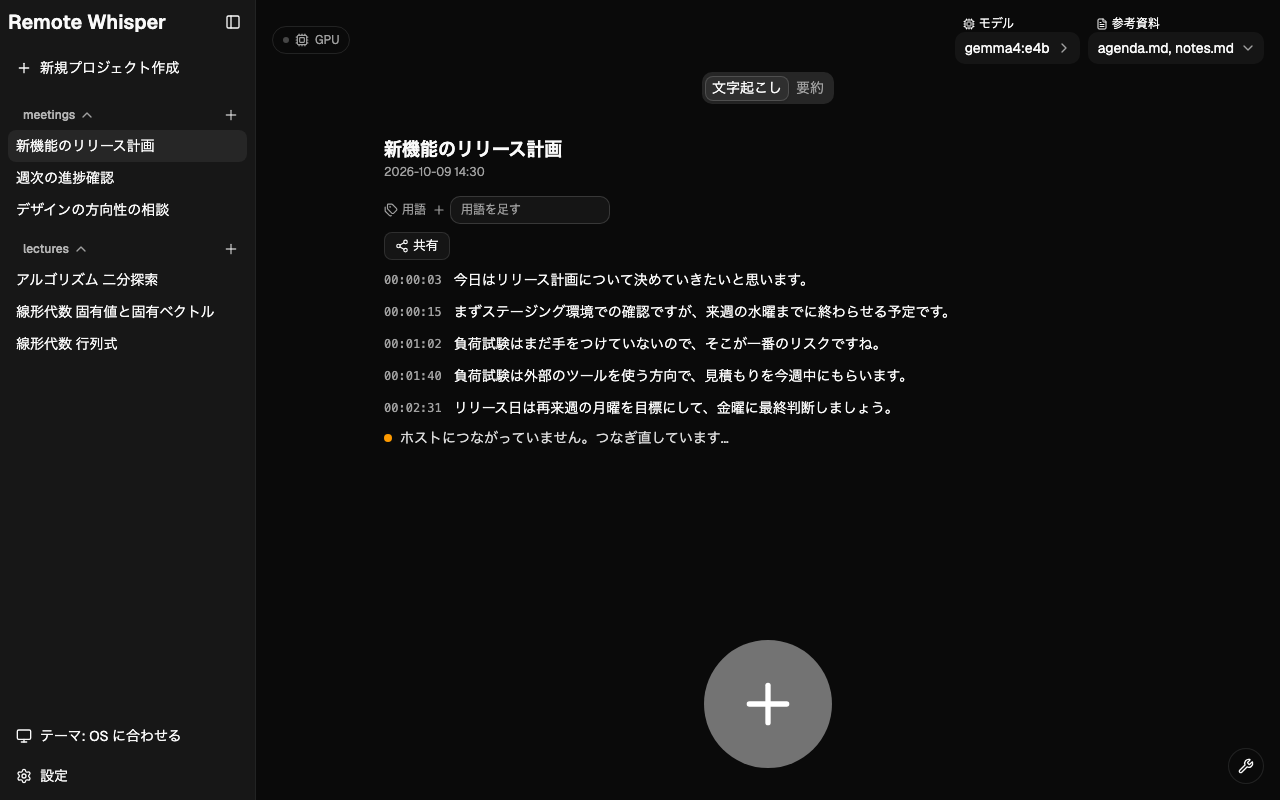 Remote Whisper
新規プロジェクト作成
meetings
新機能のリリース計画
週次の進捗確認
デザインの方向性の相談
lectures
アルゴリズム 二分探索
線形代数 固有値と固有ベクトル
線形代数 行列式
テーマ: OS に合わせる
設定
GPU
モデル
gemma4:e4b
参考資料
agenda.md, notes.md
文字起こし 要約
新機能のリリース計画
2026-10-09 14:30
用語 用語を足す
共有
00:00:03 今日はリリース計画について決めていきたいと思います。
00:00:15 まずステージング環境での確認ですが、来週の水曜までに終わらせる予定です。
00:01:02 負荷試験はまだ手をつけていないので、そこが一番のリスクですね。
00:01:40 負荷試験は外部のツールを使う方向で、見積もりを今週中にもらいます。
00:02:31 リリース日は再来週の月曜を目標にして、金曜に最終判断しましょう。
ホストにつながっていません。つなぎ直しています…